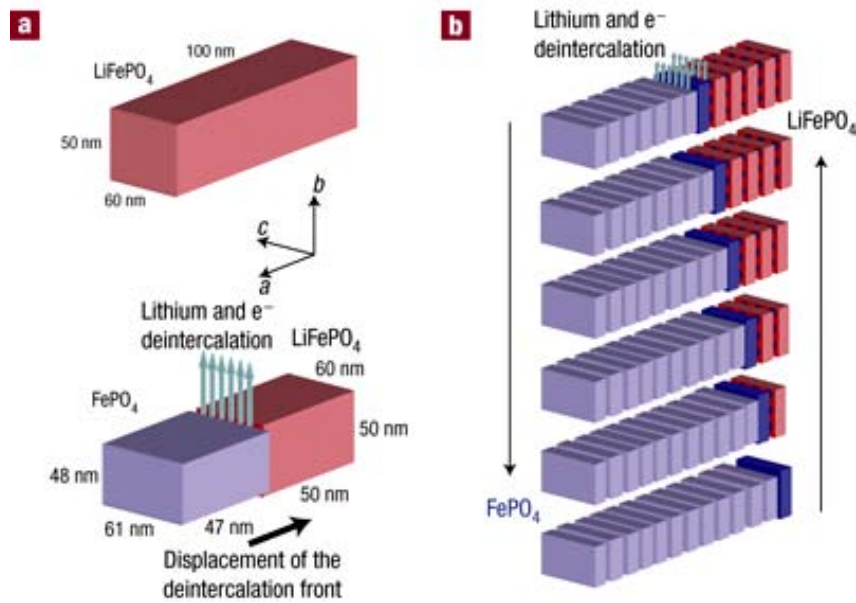 a
100 nm
LiFePO₄
50 nm
60 nm
b
c
a
Lithium and e⁻
deintercalation
LiFePO₄
60 nm
FePO₄
50 nm
48 nm
50 nm
61 nm
47 nm
Displacement of the
deintercalation front
b
Lithium and e⁻
deintercalation
LiFePO₄
FePO₄